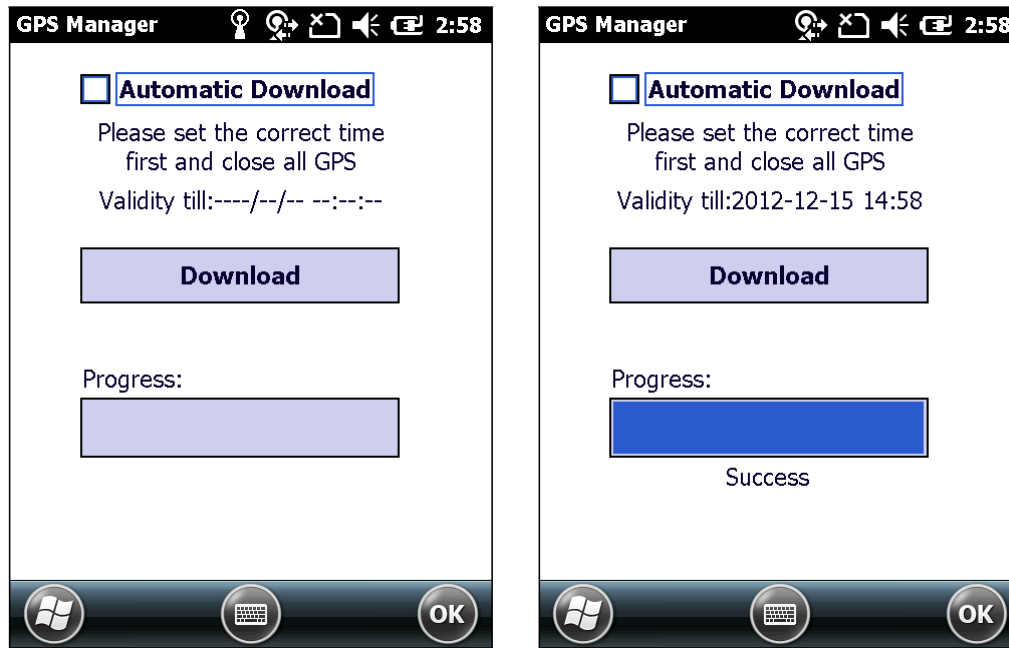 GPS Manager 2:58
Automatic Download
Please set the correct time
first and close all GPS
Validity till:----/--/-- --:--:--
Download
Progress:
OK
GPS Manager 2:58
Automatic Download
Please set the correct time
first and close all GPS
Validity till:2012-12-15 14:58
Download
Progress:
Success
OK